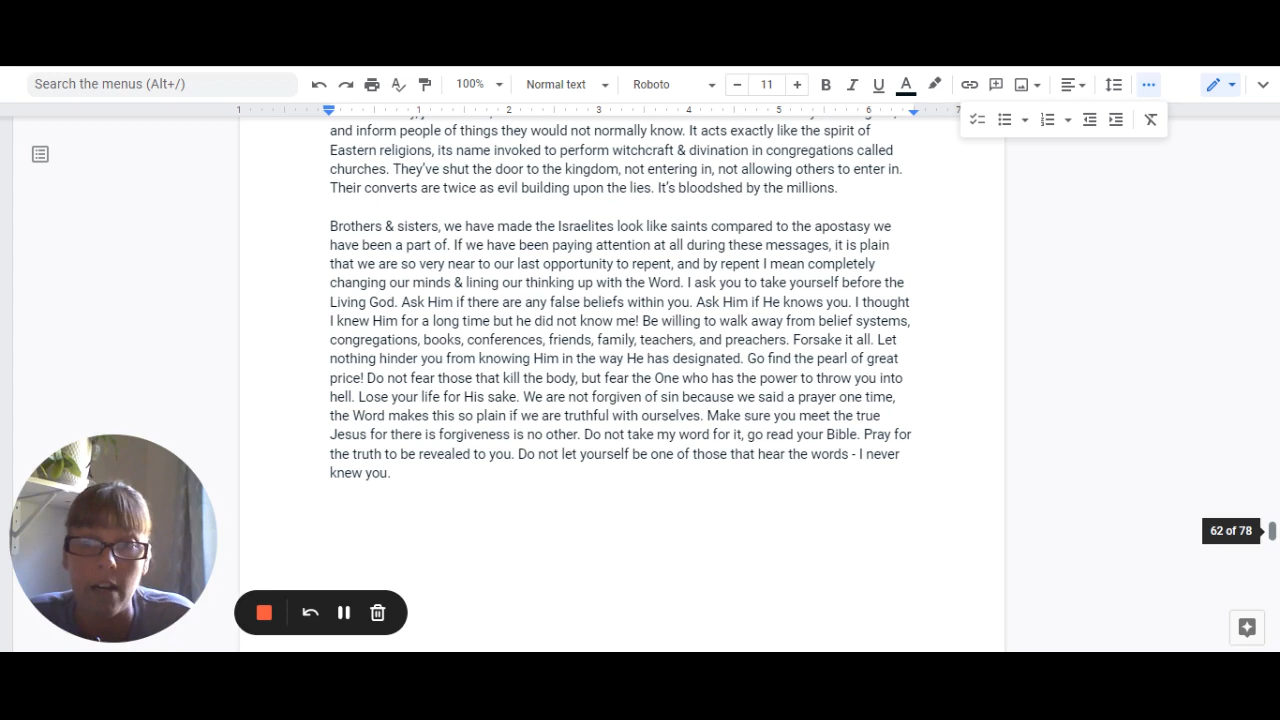 Search the menus (Alt+/)
100%
Normal text
Roboto
11
B
I
U
A
1
1
2
3
4
5
6
7
and inform people of things they would not normally know. It acts exactly like the spirit of
Eastern religions, its name invoked to perform witchcraft & divination in congregations called
churches. They've shut the door to the kingdom, not entering in, not allowing others to enter in.
Their converts are twice as evil building upon the lies. It's bloodshed by the millions.
Brothers & sisters, we have made the Israelites look like saints compared to the apostasy we
have been a part of. If we have been paying attention at all during these messages, it is plain
that we are so very near to our last opportunity to repent, and by repent I mean completely
changing our minds & lining our thinking up with the Word. I ask you to take yourself before the
Living God. Ask Him if there are any false beliefs within you. Ask Him if He knows you. I thought
I knew Him for a long time but he did not know me! Be willing to walk away from belief systems,
congregations, books, conferences, friends, family, teachers, and preachers. Forsake it all. Let
nothing hinder you from knowing Him in the way He has designated. Go find the pearl of great
price! Do not fear those that kill the body, but fear the One who has the power to throw you into
hell. Lose your life for His sake. We are not forgiven of sin because we said a prayer one time,
the Word makes this so plain if we are truthful with ourselves. Make sure you meet the true
Jesus for there is forgiveness is no other. Do not take my word for it, go read your Bible. Pray for
the truth to be revealed to you. Do not let yourself be one of those that hear the words - I never
knew you.
62 of 78